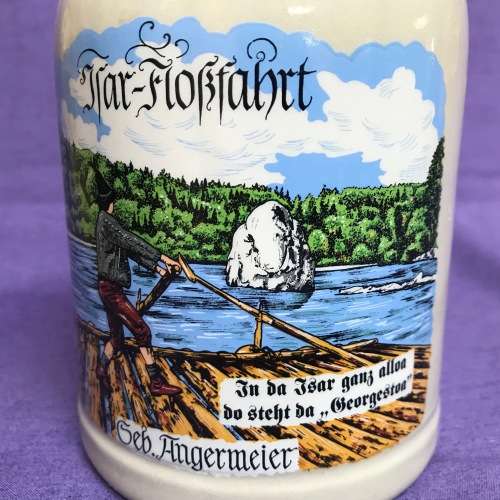 Isar-Floßfahrt
In da Isar ganz alloa
do steht da „Georgestoa"
Seb. Angermeier